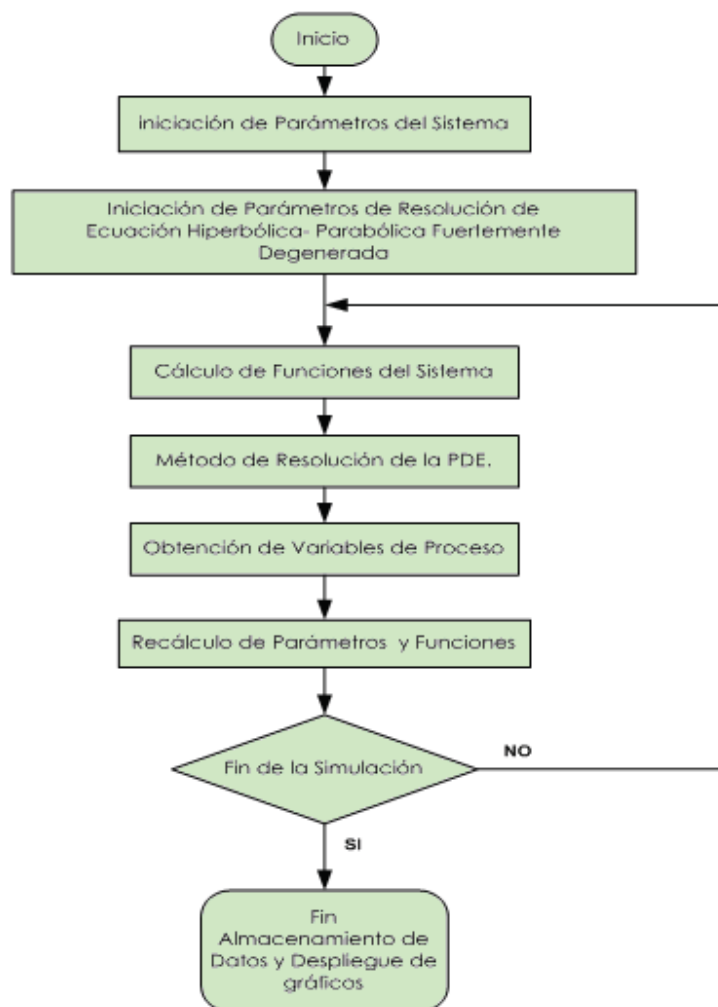 Inicio
iniciación de Parámetros del Sistema
Iniciación de Parámetros de Resolución de
Ecuación Hiperbólica- Parabólica Fuertemente
Degenerada
Cálculo de Funciones del Sistema
Método de Resolución de la PDE.
Obtención de Variables de Proceso
Recálculo de Parámetros y Funciones
Fin de la Simulación
NO
SI
Fin
Almacenamiento de
Datos y Despliegue de
gráficos